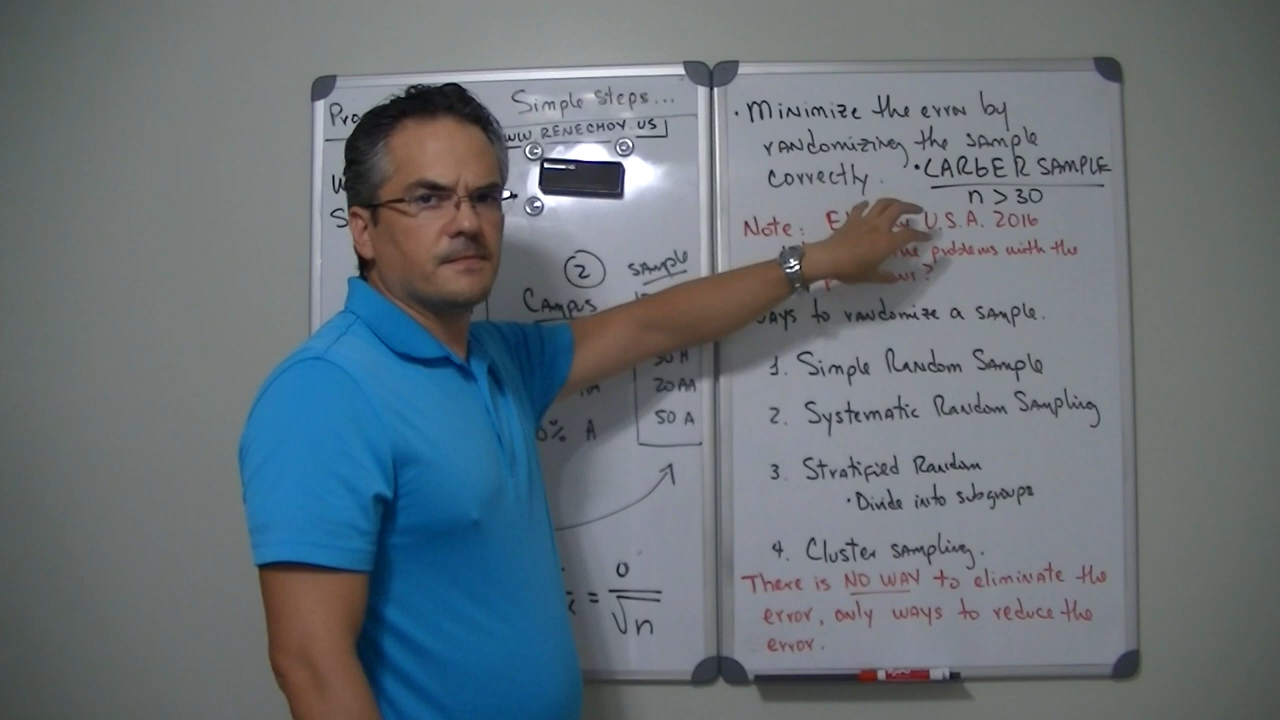 Simple Steps...
WWW.RENECHOY.US
2
SAMPLE
CAMPUS
50 A
20 AA
50 A
% A
= σ
√n
• Minimize the error by
randomizing the sample
correctly. • LARGER SAMPLE
n > 30
Note: U.S.A. 2016
problems with the
ways to randomize a sample.
1. Simple Random Sample
2. Systematic Random Sampling
3. Stratified Random
• Divide into subgroups
4. Cluster sampling.
There is NO WAY to eliminate the
error, only ways to reduce the
error.